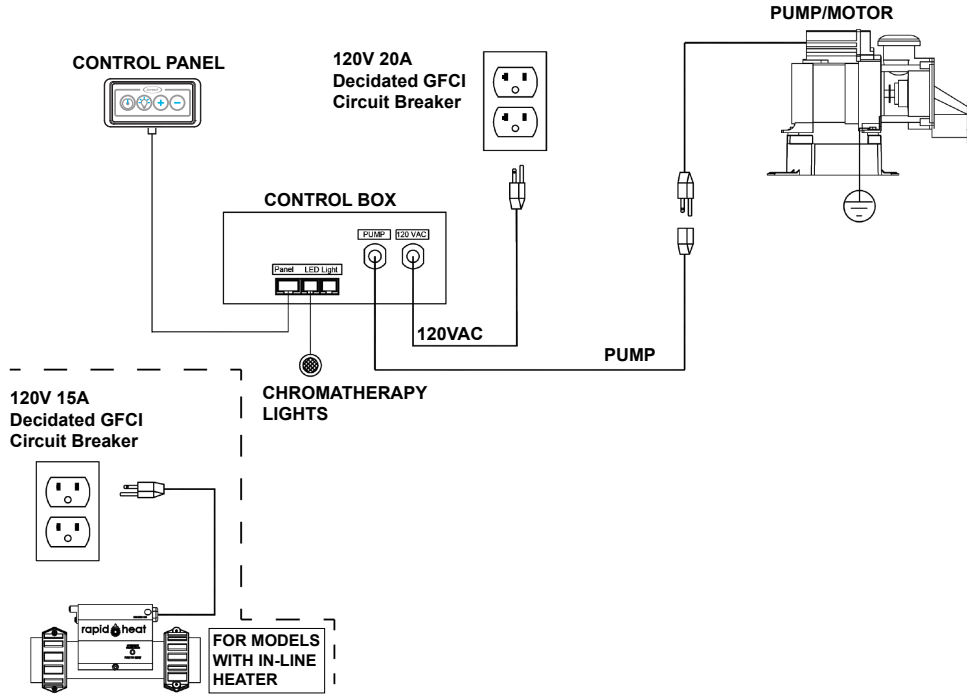 PUMP/MOTOR
CONTROL PANEL
120V 20A
Decidated GFCI
Circuit Breaker
CONTROL BOX
PUMP
120 VAC
Panel
LED Light
120VAC
PUMP
CHROMATHERAPY
LIGHTS
120V 15A
Decidated GFCI
Circuit Breaker
rapid heat
FOR MODELS
WITH IN-LINE
HEATER